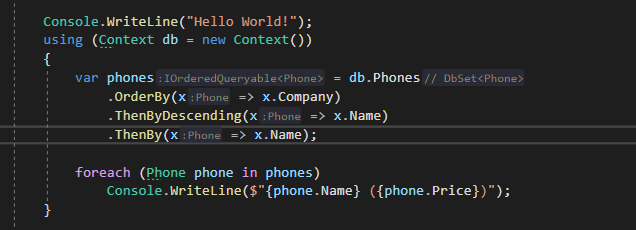 Console.WriteLine("Hello World!");
using (Context db = new Context())
{
var phones :IOrderedQueryable<Phone> = db.Phones // DbSet<Phone>
.OrderBy(x :Phone => x.Company)
.ThenByDescending(x :Phone => x.Name)
.ThenBy(x :Phone => x.Name);
foreach (Phone phone in phones)
Console.WriteLine($"{phone.Name} ({phone.Price})");
}